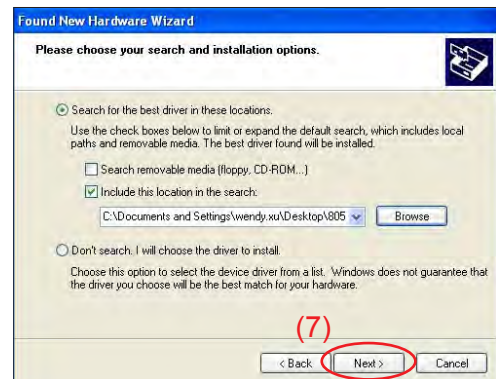 Found New Hardware Wizard
Please choose your search and installation options.
Search for the best driver in these locations.
Use the check boxes below to limit or expand the default search, which includes local
paths and removable media. The best driver found will be installed.
Search removable media (floppy, CD-ROM...)
Include this location in the search:
C:\Documents and Settings\wendy.xu\Desktop\805
Browse
Don't search. I will choose the driver to install.
Choose this option to select the device driver from a list. Windows does not guarantee that
the driver you choose will be the best match for your hardware.
(7)
< Back Next > Cancel